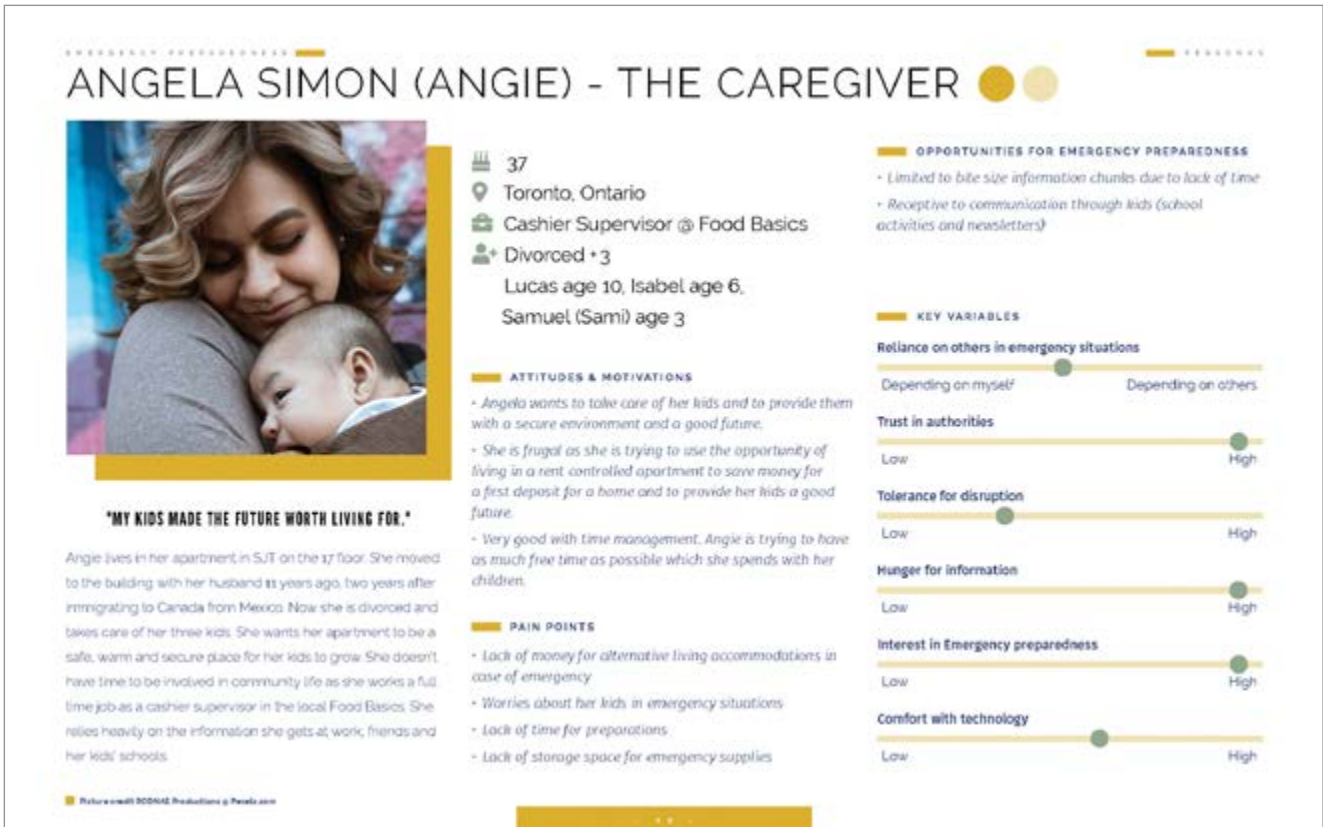 EMERGENCY PREPAREDNESS
PERSONAS
ANGELA SIMON (ANGIE) - THE CAREGIVER
37
Toronto, Ontario
Cashier Supervisor @ Food Basics
Divorced +3
Lucas age 10, Isabel age 6,
Samuel (Sami) age 3
"MY KIDS MADE THE FUTURE WORTH LIVING FOR."
Angie lives in her apartment in SJT on the 17 floor. She moved
to the building with her husband 11 years ago, two years after
immigrating to Canada from Mexico. Now she is divorced and
takes care of her three kids. She wants her apartment to be a
safe, warm and secure place for her kids to grow. She doesn't
have time to be involved in community life as she works a full
time job as a cashier supervisor in the local Food Basics. She
relies heavily on the information she gets at work, friends and
her kids' schools.
Picture credit RODNAE Productions @ Pexels.com
ATTITUDES & MOTIVATIONS
• Angela wants to take care of her kids and to provide them
with a secure environment and a good future.
• She is frugal as she is trying to use the opportunity of
living in a rent controlled apartment to save money for
a first deposit for a home and to provide her kids a good
future.
• Very good with time management. Angie is trying to have
as much free time as possible which she spends with her
children.
PAIN POINTS
• Lack of money for alternative living accommodations in
case of emergency
• Worries about her kids in emergency situations
• Lack of time for preparations
• Lack of storage space for emergency supplies
OPPORTUNITIES FOR EMERGENCY PREPAREDNESS
• Limited to bite size information chunks due to lack of time
• Receptive to communication through kids (school
activities and newsletters)
KEY VARIABLES
Reliance on others in emergency situations
Depending on myself Depending on others
Trust in authorities
Low High
Tolerance for disruption
Low
Hunger for information
Low High
Interest in Emergency preparedness
Low High
Comfort with technology
Low High